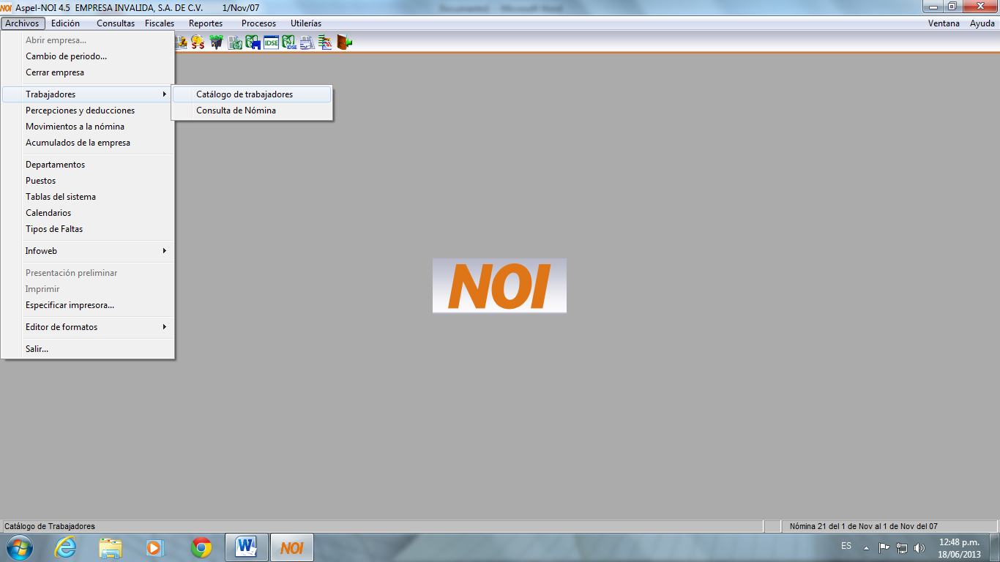 NOI Aspel-NOI 4.5 EMPRESA INVALIDA, S.A. DE C.V. 1/Nov/07
Archivos Edición Consultas Fiscales Reportes Procesos Utilerías Ventana Ayuda
IDSE IDSE
Abrir empresa...
Cambio de periodo...
Cerrar empresa
Trabajadores
Catálogo de trabajadores
Percepciones y deducciones
Consulta de Nómina
Movimientos a la nómina
Acumulados de la empresa
Departamentos
Puestos
Tablas del sistema
Calendarios
Tipos de Faltas
Infoweb
Presentación preliminar
Imprimir
Especificar impresora...
Editor de formatos
Salir...
NOI
Catálogo de Trabajadores
Nómina 21 del 1 de Nov al 1 de Nov del 07
W
NOI
ES
12:48 p.m.
18/06/2013